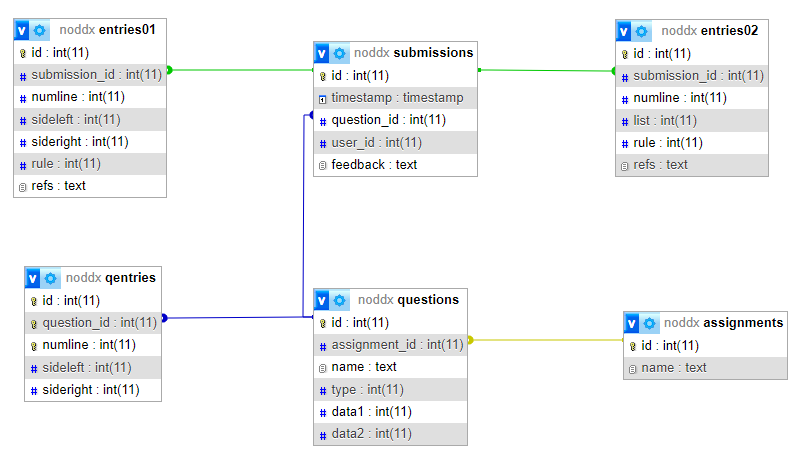 v noddx entries01
id : int(11)
# submission_id : int(11)
# numline : int(11)
# sideleft : int(11)
# sideright : int(11)
# rule : int(11)
refs : text
v noddx submissions
id : int(11)
timestamp : timestamp
# question_id : int(11)
# user_id : int(11)
feedback : text
v noddx entries02
id : int(11)
# submission_id : int(11)
# numline : int(11)
# list : int(11)
# rule : int(11)
refs : text
v noddx qentries
id : int(11)
question_id : int(11)
numline : int(11)
# sideleft : int(11)
# sideright : int(11)
v noddx questions
id : int(11)
# assignment_id : int(11)
name : text
# type : int(11)
# data1 : int(11)
# data2 : int(11)
v noddx assignments
id : int(11)
name : text